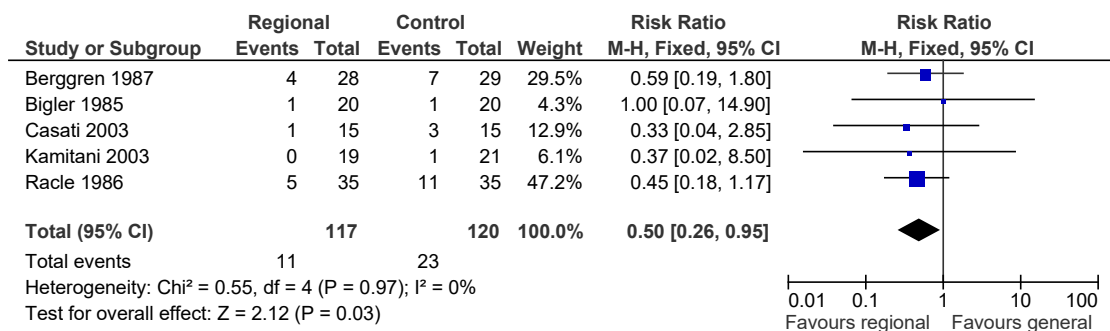 Regional Control Risk Ratio Risk Ratio
Study or Subgroup Events Total Events Total Weight M-H, Fixed, 95% CI M-H, Fixed, 95% CI
Berggren 1987 4 28 7 29 29.5% 0.59 [0.19, 1.80]
Bigler 1985 1 20 1 20 4.3% 1.00 [0.07, 14.90]
Casati 2003 1 15 3 15 12.9% 0.33 [0.04, 2.85]
Kamitani 2003 0 19 1 21 6.1% 0.37 [0.02, 8.50]
Racle 1986 5 35 11 35 47.2% 0.45 [0.18, 1.17]
Total (95% CI) 117 120 100.0% 0.50 [0.26, 0.95]
Total events 11 23
Heterogeneity: Chi² = 0.55, df = 4 (P = 0.97); I² = 0%
Test for overall effect: Z = 2.12 (P = 0.03)
0.01 0.1 1 10 100
Favours regional Favours general